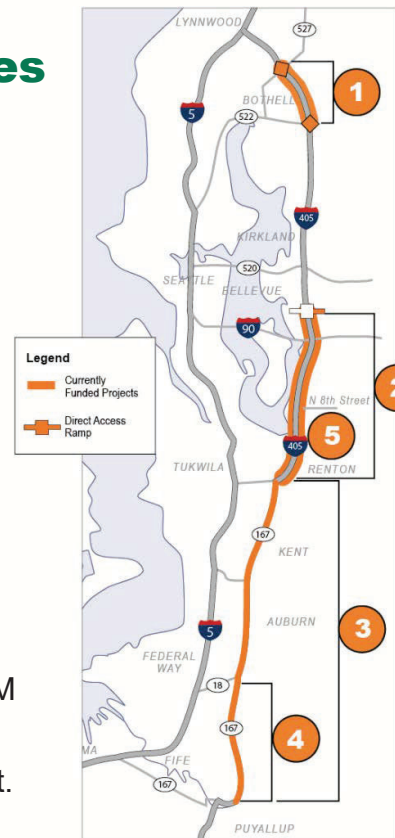 es
LYNNWOOD
527
1
BOTHELL
5
522
405
KIRKLAND
520
SEATTLE
BELLEVUE
90
Legend
Currently
Funded Projects
Direct Access
Ramp
N 8th Street
2
5
405
TUKWILA
RENTON
167
KENT
3
AUBURN
5
FEDERAL
WAY
M
18
4
167
MA
FIFE
t.
167
PUYALLUP